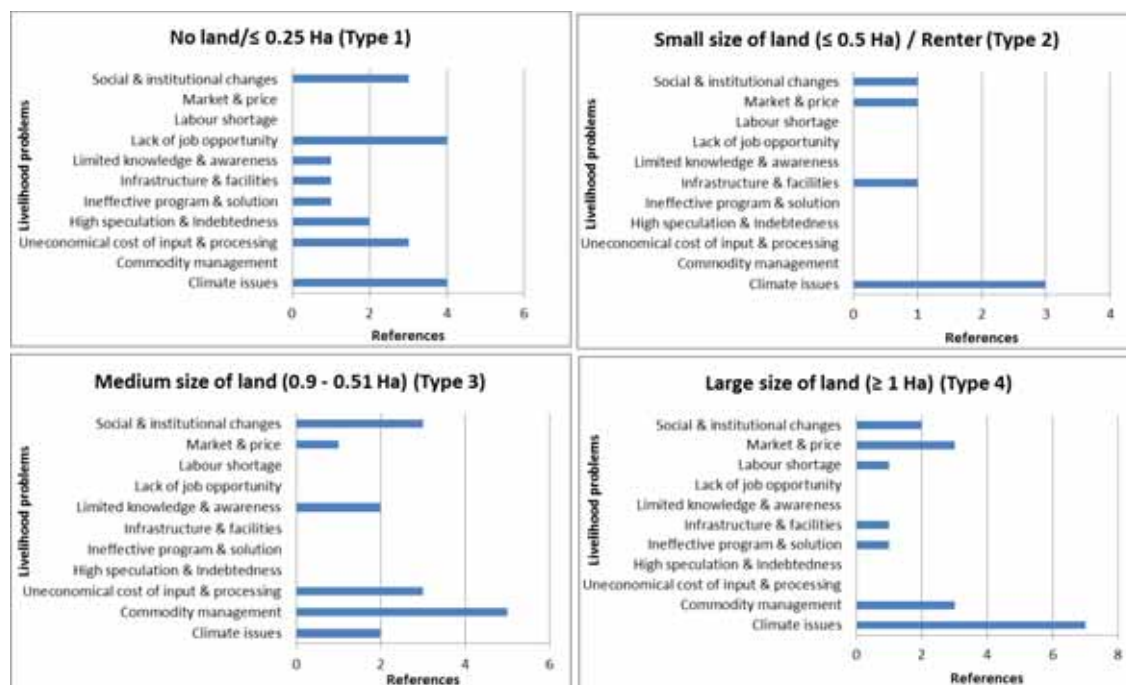 No land/≤ 0.25 Ha (Type 1)
Livelihood problems
Social & institutional changes
Market & price
Labour shortage
Lack of job opportunity
Limited knowledge & awareness
Infrastructure & facilities
Ineffective program & solution
High speculation & Indebtedness
Uneconomical cost of input & processing
Commodity management
Climate issues
0 2 4 6
References
Small size of land (≤ 0.5 Ha) / Renter (Type 2)
Livelihood problems
Social & institutional changes
Market & price
Labour shortage
Lack of job opportunity
Limited knowledge & awareness
Infrastructure & facilities
Ineffective program & solution
High speculation & Indebtedness
Uneconomical cost of input & processing
Commodity management
Climate issues
0 1 2 3 4
References
Medium size of land (0.9 - 0.51 Ha) (Type 3)
Livelihood problems
Social & institutional changes
Market & price
Labour shortage
Lack of job opportunity
Limited knowledge & awareness
Infrastructure & facilities
Ineffective program & solution
High speculation & Indebtedness
Uneconomical cost of input & processing
Commodity management
Climate issues
0 2 4 6
References
Large size of land (≥ 1 Ha) (Type 4)
Livelihood problems
Social & institutional changes
Market & price
Labour shortage
Lack of job opportunity
Limited knowledge & awareness
Infrastructure & facilities
Ineffective program & solution
High speculation & Indebtedness
Uneconomical cost of input & processing
Commodity management
Climate issues
0 2 4 6 8
References